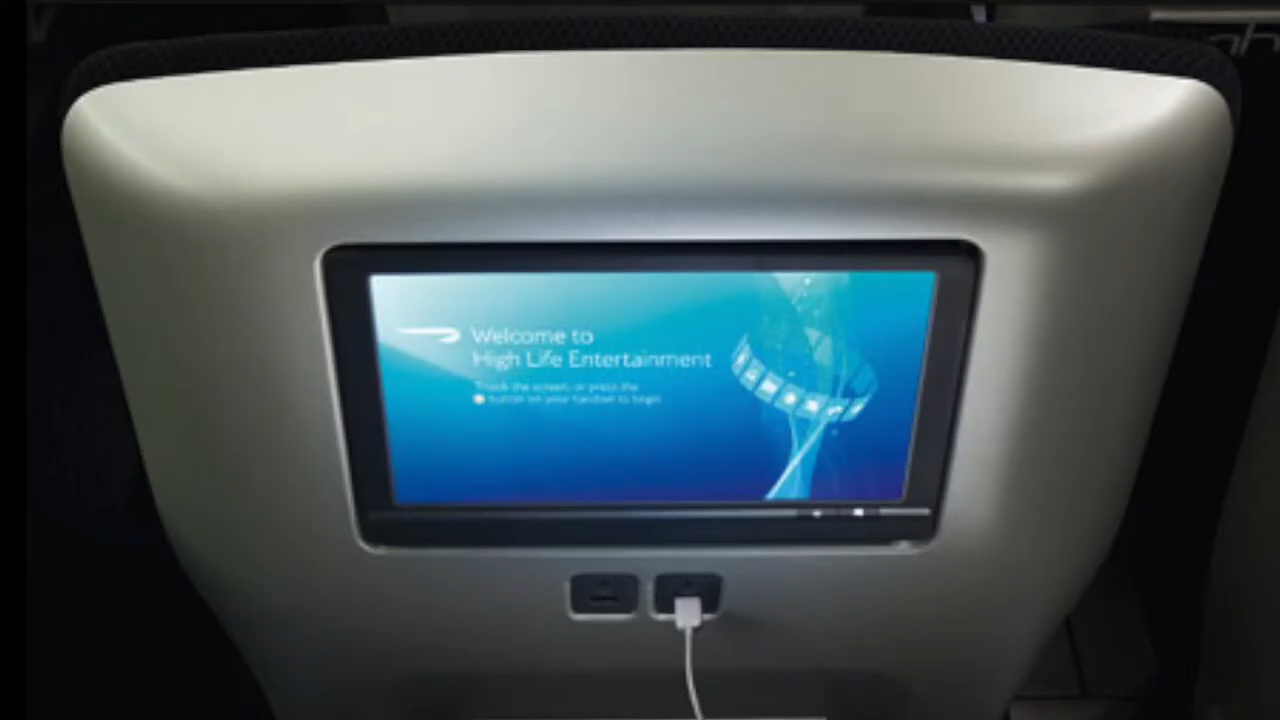 Welcome to
High Life Entertainment
Touch the screen, or press the
button on your handset to begin